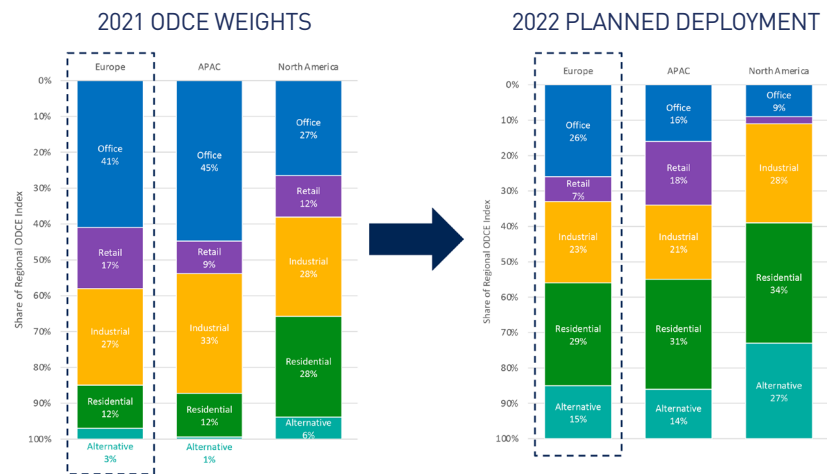 2021 ODCE WEIGHTS
Europe
APAC
North America
Share of Regional ODCE Index
0%
10%
20%
30%
40%
50%
60%
70%
80%
90%
100%
Office
41%
Retail
17%
Industrial
27%
Residential
12%
Alternative
3%
Office
45%
Retail
9%
Industrial
33%
Residential
12%
Alternative
1%
Office
27%
Retail
12%
Industrial
28%
Residential
28%
Alternative
6%
2022 PLANNED DEPLOYMENT
Europe
APAC
North America
Share of Regional ODCE Index
0%
10%
20%
30%
40%
50%
60%
70%
80%
90%
100%
Office
26%
Retail
7%
Industrial
23%
Residential
29%
Alternative
15%
Office
16%
Retail
18%
Industrial
21%
Residential
31%
Alternative
14%
Office
9%
Industrial
28%
Residential
34%
Alternative
27%